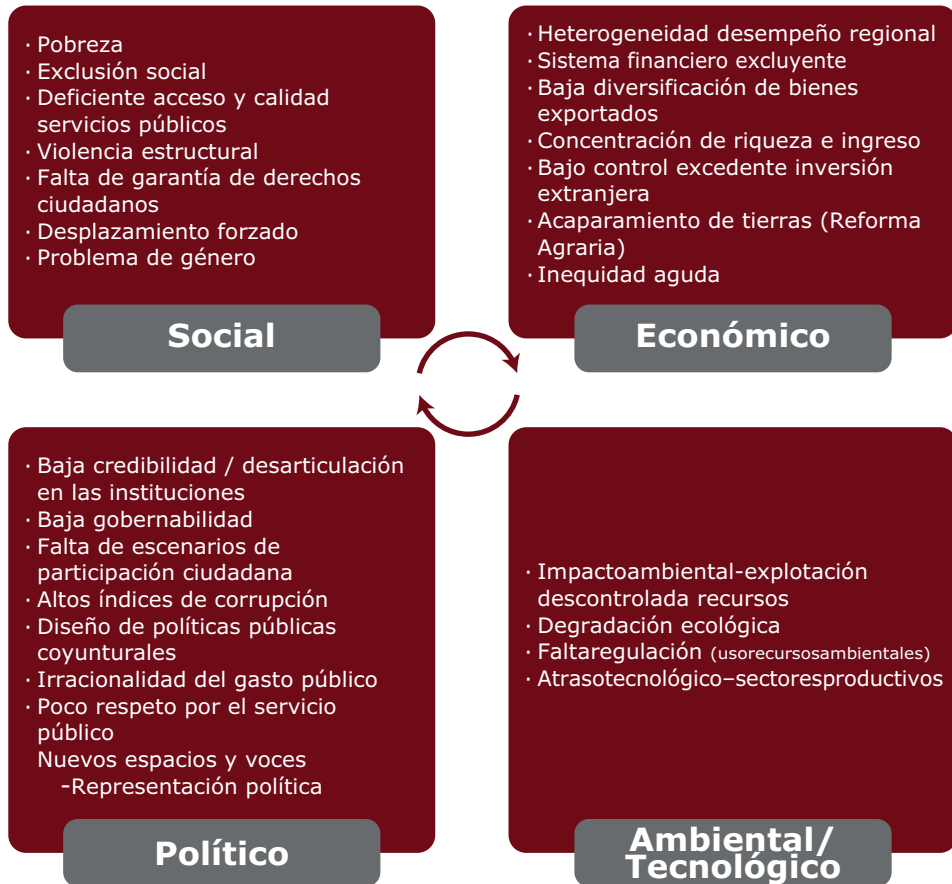 · Pobreza
· Exclusión social
· Deficiente acceso y calidad
servicios públicos
· Violencia estructural
· Falta de garantía de derechos
ciudadanos
· Desplazamiento forzado
· Problema de género
Social
· Heterogeneidad desempeño regional
· Sistema financiero excluyente
· Baja diversificación de bienes
exportados
· Concentración de riqueza e ingreso
· Bajo control excedente inversión
extranjera
· Acaparamiento de tierras (Reforma
Agraria)
· Inequidad aguda
Económico
· Baja credibilidad / desarticulación
en las instituciones
· Baja gobernabilidad
· Falta de escenarios de
participación ciudadana
· Altos índices de corrupción
· Diseño de políticas públicas
coyunturales
· Irracionalidad del gasto público
· Poco respeto por el servicio
público
Nuevos espacios y voces
-Representación política
Político
· Impactoambiental-explotación
descontrolada recursos
· Degradación ecológica
· Faltaregulación (usorecursosambientales)
· Atrasotecnológico–sectoresproductivos
Ambiental/
Tecnológico